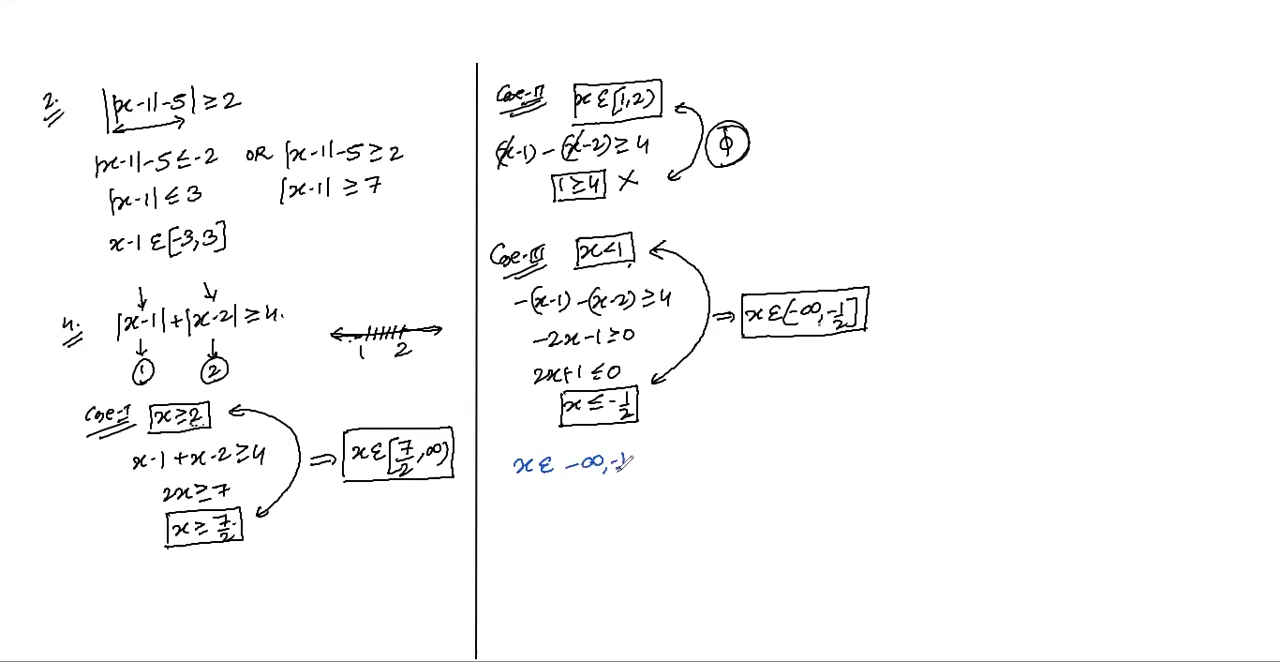 2. ||x-1|-5| ≥ 2
|x-1|-5 ≤ -2 OR |x-1|-5 ≥ 2
|x-1| ≤ 3 |x-1| ≥ 7
x-1 ε [-3,3]
4. |x-1|+|x-2| ≥ 4.
1 2
① ②
Case-I x ≥ 2
x-1+x-2 ≥ 4 ⇒ x ε [7/2, ∞)
2x ≥ 7
x ≥ 7/2
Case-II x ε [1,2)
(x-1) - (x-2) ≥ 4 ϕ
1 ≥ 4 ×
Case-III x < 1
-(x-1) -(x-2) ≥ 4 ⇒ x ε (-∞, -1/2]
-2x-1 ≥ 0
2x+1 ≤ 0
x ≤ -1/2
x ε -∞, -1/2